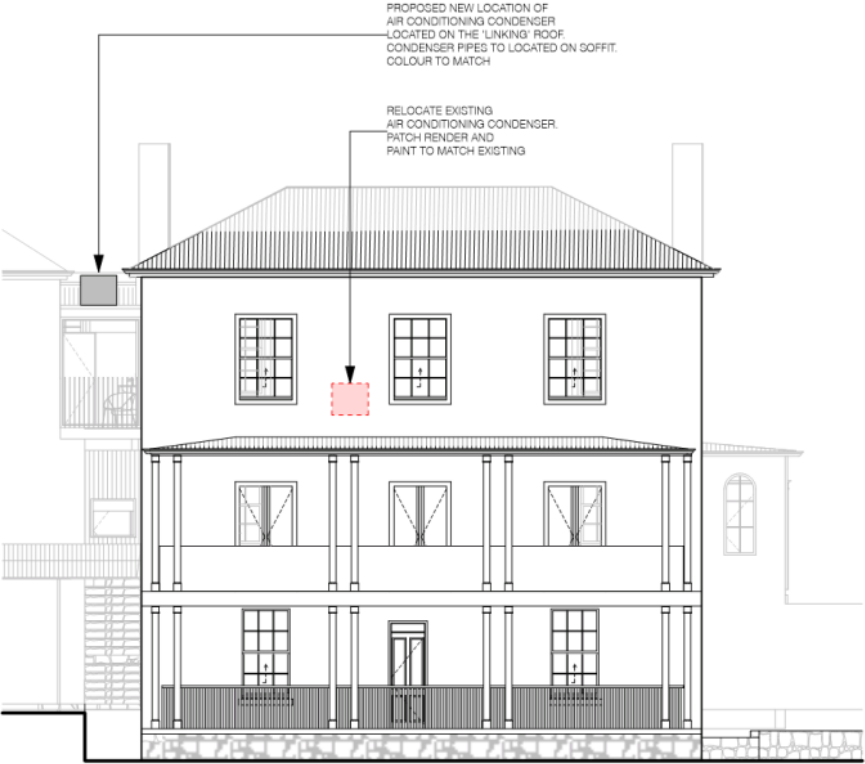 PROPOSED NEW LOCATION OF
AIR CONDITIONING CONDENSER
LOCATED ON THE 'LINKING' ROOF.
CONDENSER PIPES TO LOCATED ON SOFFIT.
COLOUR TO MATCH
RELOCATE EXISTING
AIR CONDITIONING CONDENSER.
PATCH RENDER AND
PAINT TO MATCH EXISTING